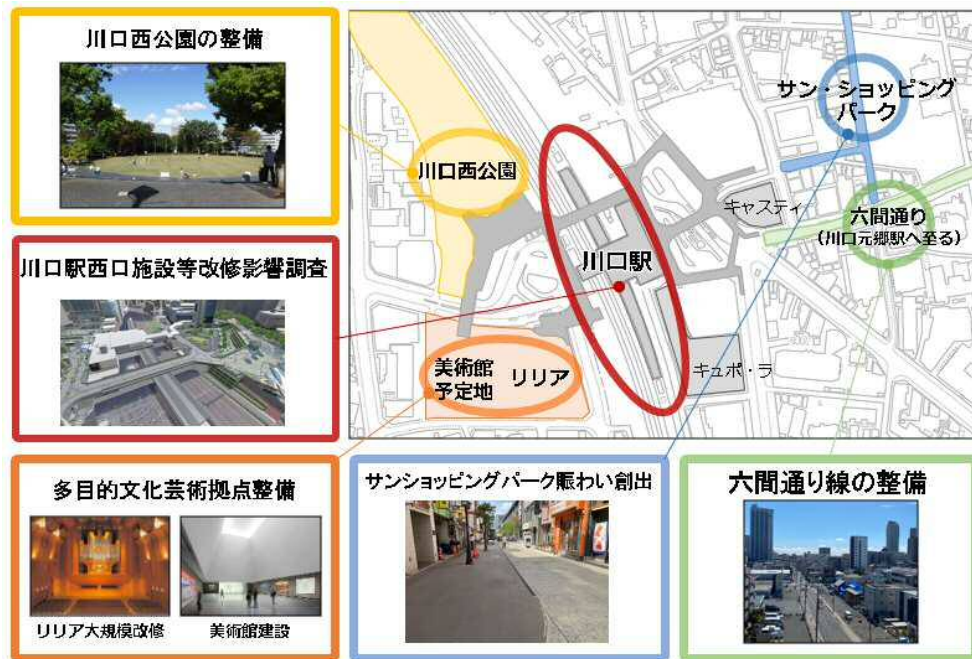 川口西公園の整備
川口駅西口施設等改修影響調査
川口西公園
川口駅
サン・ショッピング
パーク
キャスティ
六間通り
(川口元郷駅へ至る)
美術館
予定地
リリア
キュポ・ラ
多目的文化芸術拠点整備
リリア大規模改修
美術館建設
サンショッピングパーク賑わい創出
六間通り線の整備